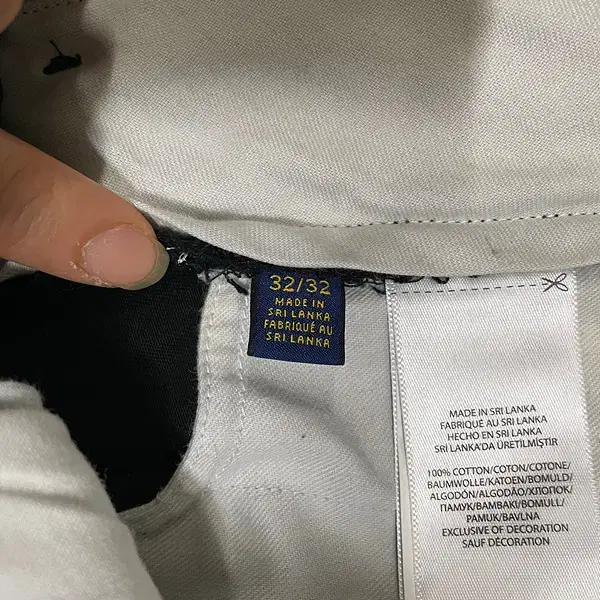 32/32
MADE IN
SRI LANKA
FABRIQUÉ AU
SRI LANKA
MADE IN SRI LANKA
FABRIQUÉ AU SRI LANKA
HECHO EN SRI LANKA
SRİ LANKA'DA ÜRETİLMİŞTİR
100% COTTON/COTON/COTONE/
BAUMWOLLE/KATOEN/BOMULD/
ALGODÓN/ALGODÃO/ХЛОПОК/
ПАМУК/ΒΑΜΒΑΚΙ/BOMULL/
PAMUK/BAVLNA
EXCLUSIVE OF DECORATION
SAUF DÉCORATION